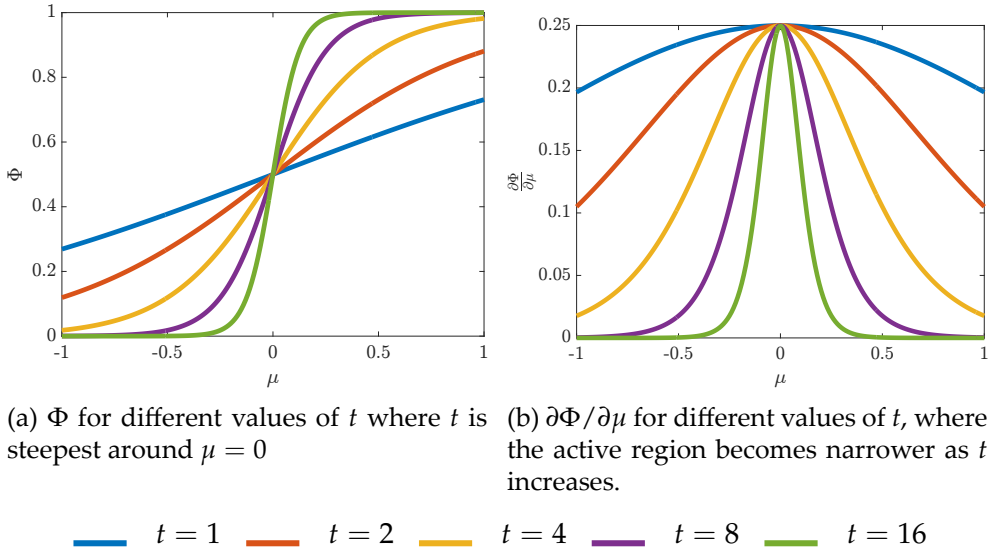 1
0.8
0.6
Φ
0.4
0.2
0
-1 -0.5 0 0.5 1
μ
0.25
0.2
0.15
∂Φ/∂μ
0.1
0.05
0
-1 -0.5 0 0.5 1
μ
(a) Φ for different values of t where t is
steepest around μ = 0
(b) ∂Φ/∂μ for different values of t, where
the active region becomes narrower as t
increases.
t = 1 t = 2 t = 4 t = 8 t = 16